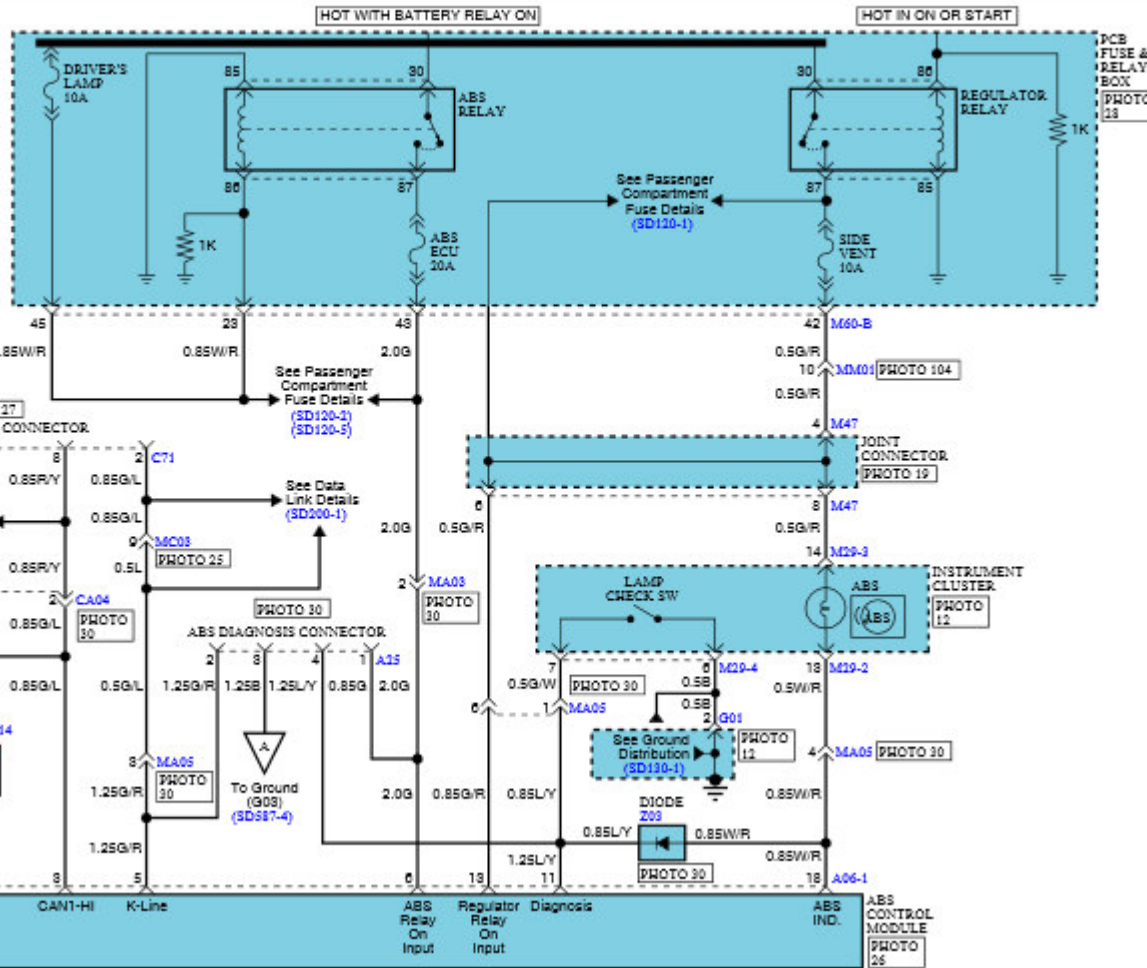 HOT WITH BATTERY RELAY ON
HOT IN ON OR START
PCB
FUSE &
RELAY
BOX
PHOTO
28
DRIVER'S
LAMP
10A
85
30
ABS
RELAY
30
86
REGULATOR
RELAY
1K
86
87
87
85
See Passenger
Compartment
Fuse Details
(SD120-1)
1K
ABS
ECU
20A
SIDE
VENT
10A
45
23
43
42
M60-B
.85W/R
0.85W/R
2.0G
0.5G/R
10
MM01
PHOTO 104
0.5G/R
See Passenger
Compartment
Fuse Details
(SD120-2)
(SD120-5)
27
CONNECTOR
4
M47
JOINT
CONNECTOR
PHOTO 19
8
2
C71
0.85R/Y
0.85G/L
See Data
Link Details
(SD200-1)
0.85G/L
6
8
M47
2.0G
0.5G/R
0.5G/R
9
MC03
PHOTO 25
14
M29-3
0.85R/Y
0.5L
LAMP
CHECK SW
ABS
ABS
INSTRUMENT
CLUSTER
PHOTO
12
2
MA03
PHOTO
30
2
CA04
PHOTO
30
0.85G/L
PHOTO 30
ABS DIAGNOSIS CONNECTOR
2
3
4
1
A25
7
6
M29-4
13
M29-2
0.85G/L
0.5G/L
1.25G/R
1.25B
1.25L/Y
0.85G
2.0G
0.5G/W
PHOTO 30
0.5B
0.5W/R
0.5B
6
1
MA05
2
G01
14
A
See Ground
Distribution
(SD130-1)
PHOTO
12
4
MA05
PHOTO 30
8
MA05
PHOTO
30
To Ground
(G03)
(SD587-4)
1.25G/R
2.0G
0.85G/R
0.85L/Y
0.85W/R
DIODE
Z03
0.85L/Y
0.85W/R
PHOTO 30
1.25G/R
1.25L/Y
0.85W/R
3
5
6
13
11
18
A06-1
CAN1-HI
K-Line
ABS
Relay
On
Input
Regulator
Relay
On
Input
Diagnosis
ABS
IND.
ABS
CONTROL
MODULE
PHOTO
26